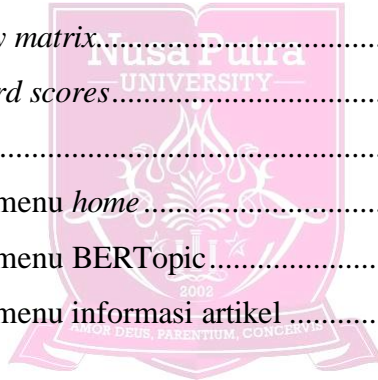 y matrix....................................
rd scores..................................
Nusa Putra
UNIVERSITY
................................................
menu home................................
menu BERTopic.........................
2002
menu informasi artikel..............
AMOR DEUS, PARENTIUM, CONCERVIS